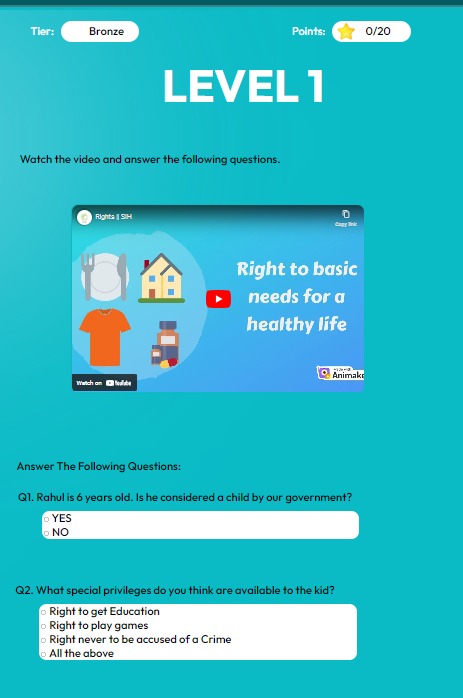 Tier: Bronze
Points: 0/20
LEVEL 1
Watch the video and answer the following questions.
Rights || SIH
Copy link
Right to basic
needs for a
healthy life
Watch on YouTube
Animake
Answer The Following Questions:
Q1. Rahul is 6 years old. Is he considered a child by our government?
YES
NO
Q2. What special privileges do you think are available to the kid?
Right to get Education
Right to play games
Right never to be accused of a Crime
All the above